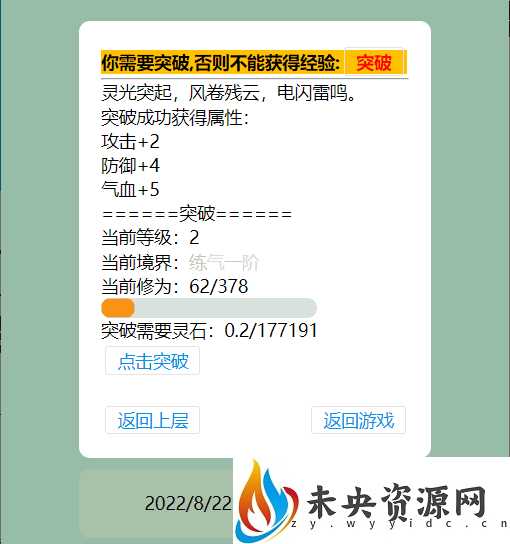 你需要突破,否则不能获得经验: 突破
灵光突起，风卷残云，电闪雷鸣。
突破成功获得属性：
攻击+2
防御+4
气血+5
======突破======
当前等级：2
当前境界：练气一阶
当前修为：62/378
突破需要灵石：0.2/177191
点击突破
返回上层 返回游戏
2022/8/22
未央资源网
zy.wyyidc.cn